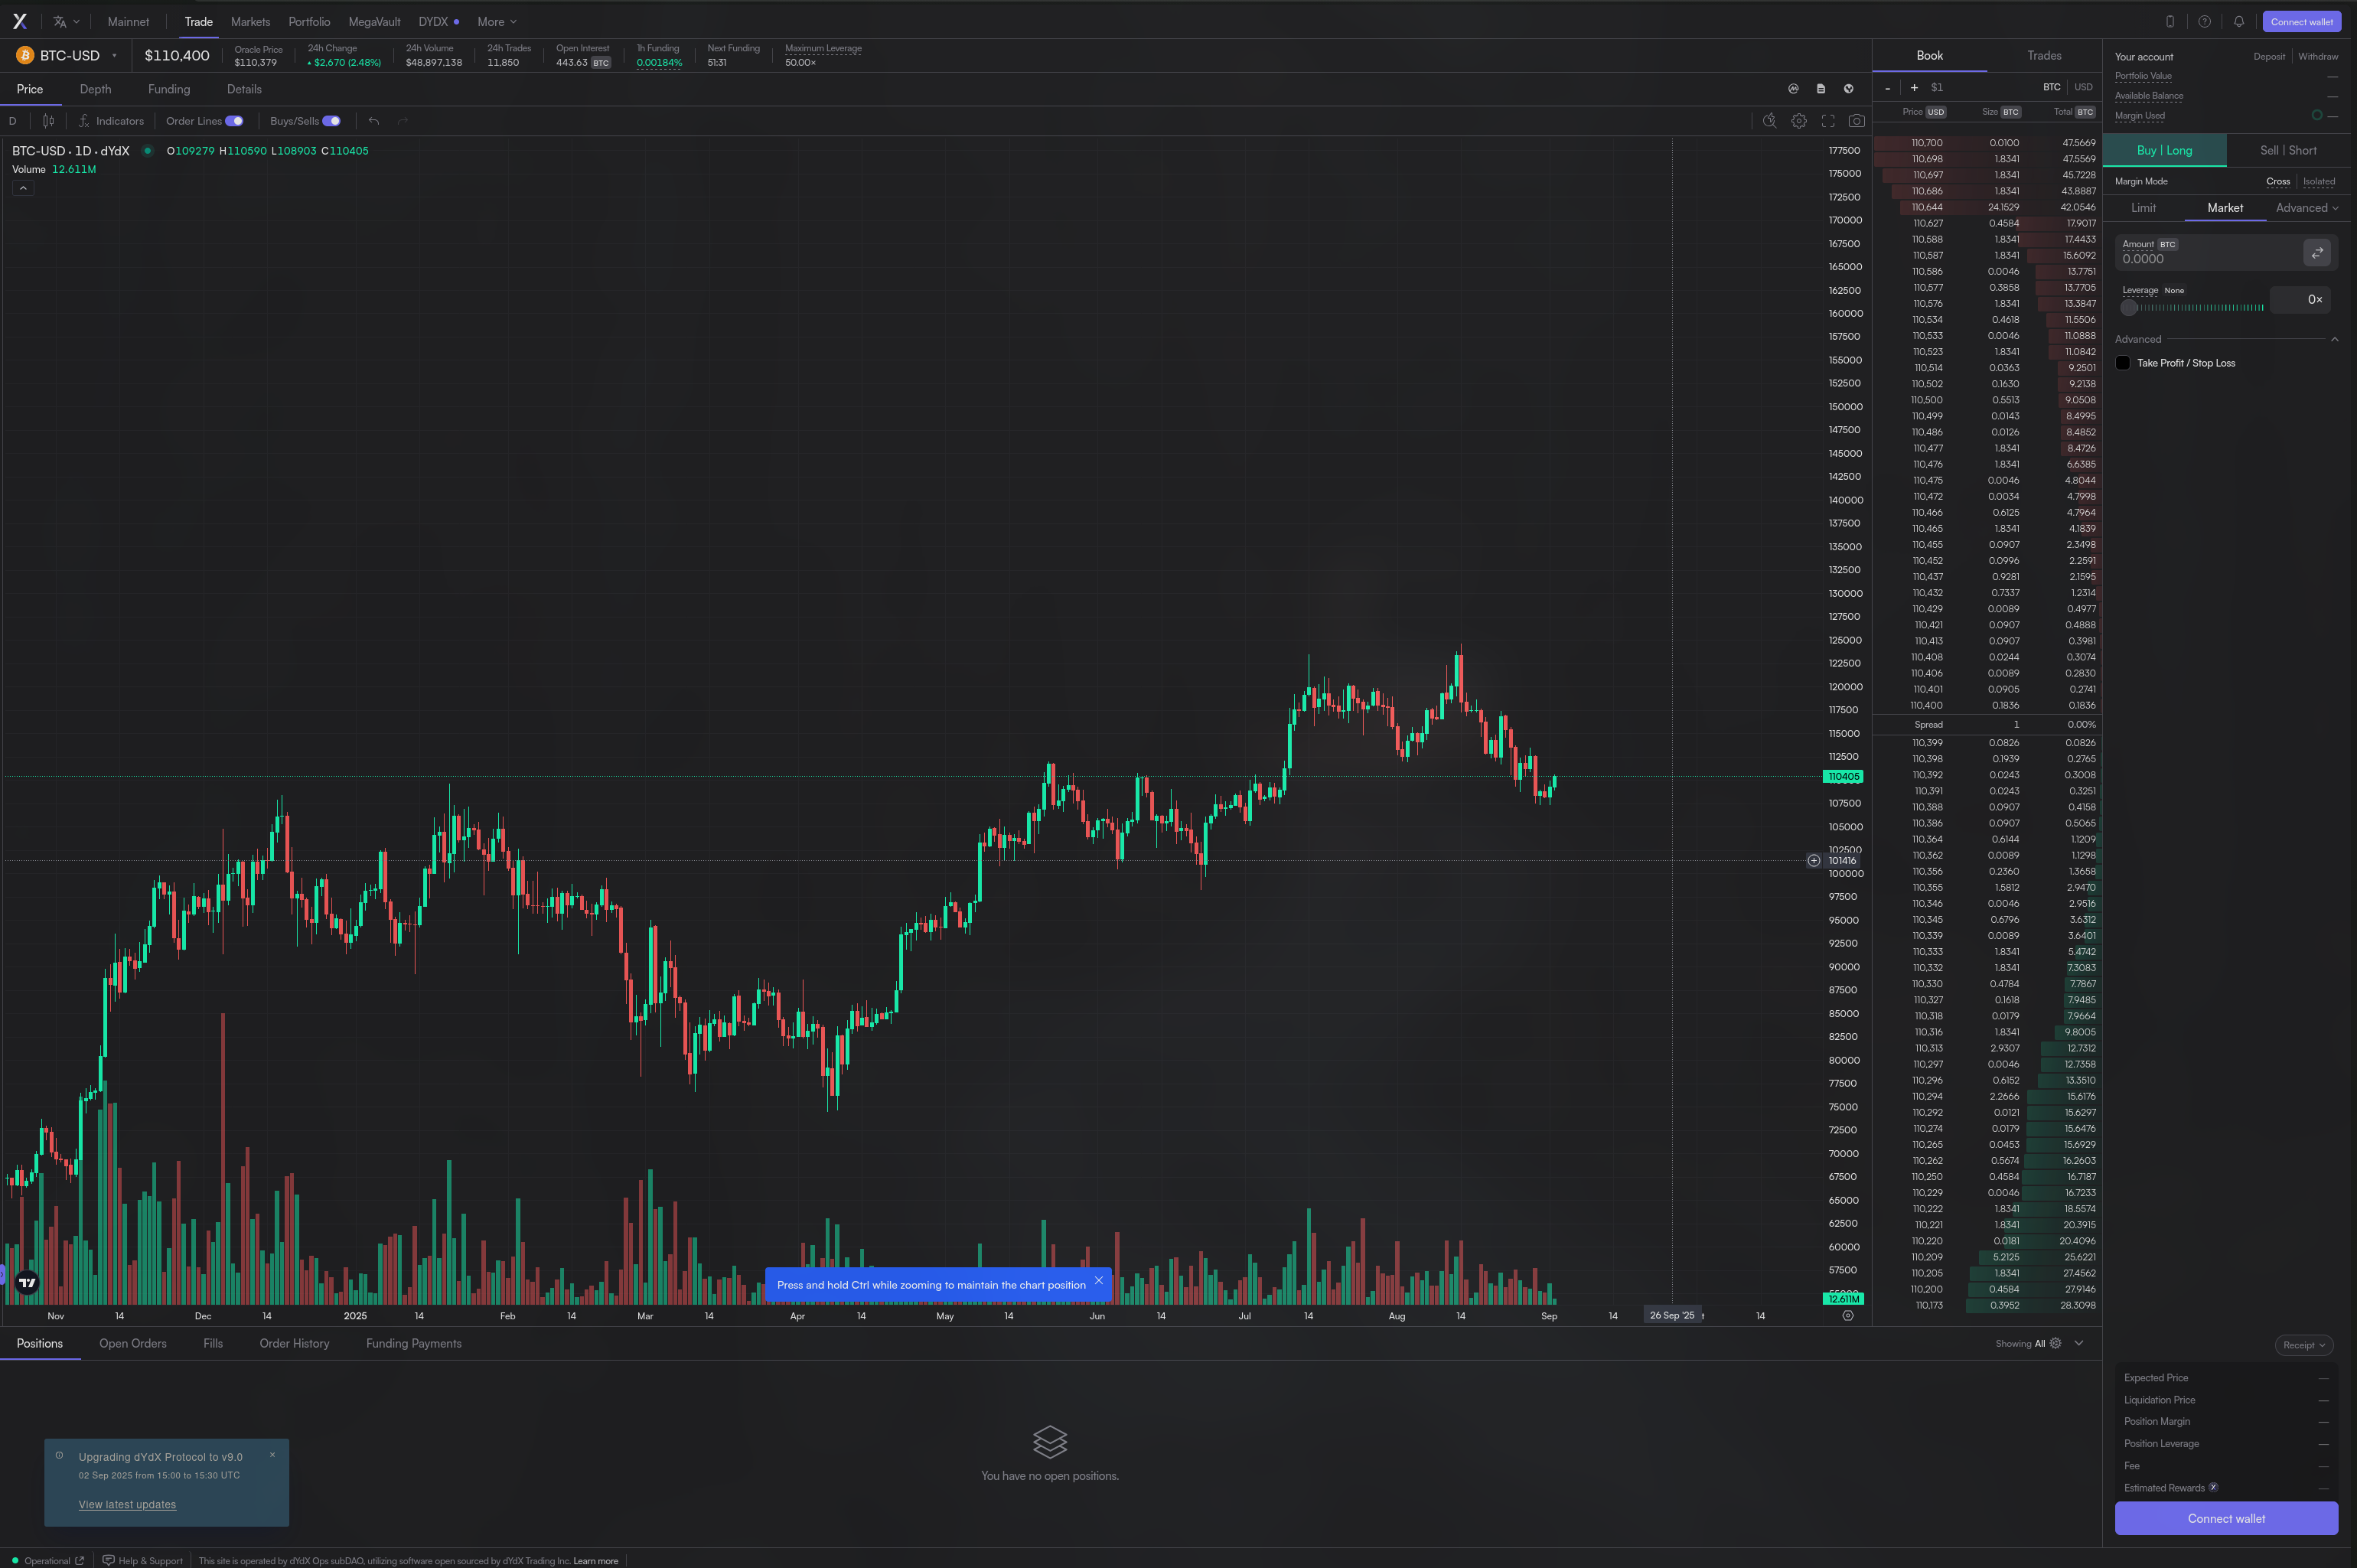 Mainnet Trade Markets Portfolio MegaVault DYDX More Connect wallet
BTC-USD $110,400
Oracle Price $110,379
24h Change $2,670 (2.48%)
24h Volume $48,897,138
24h Trades 11,850
Open Interest 443.63 BTC
1h Funding 0.00184%
Next Funding 51:31
Maximum Leverage 50.00×
Price Depth Funding Details
D Indicators Order Lines Buys/Sells
BTC-USD · 1D · dYdX O109279 H110590 L108903 C110405
Volume 12.611M
177500
175000
172500
170000
167500
165000
162500
160000
157500
155000
152500
150000
147500
145000
142500
140000
137500
135000
132500
130000
127500
125000
122500
120000
117500
115000
112500
110405
107500
105000
102500
101416
100000
97500
95000
92500
90000
87500
85000
82500
80000
77500
75000
72500
70000
67500
65000
62500
60000
57500
12.611M
Press and hold Ctrl while zooming to maintain the chart position
Nov 14 Dec 14 2025 14 Feb 14 Mar 14 Apr 14 May 14 Jun 14 Jul 14 Aug 14 Sep 14 26 Sep '25 14
Book Trades
- + $1 BTC USD
Price USD Size BTC Total BTC
110,700 0.0100 47.5669
110,698 1.8341 47.5569
110,697 1.8341 45.7228
110,686 1.8341 43.8887
110,644 24.1529 42.0546
110,627 0.4584 17.9017
110,588 1.8341 17.4433
110,587 1.8341 15.6092
110,586 0.0046 13.7751
110,577 0.3858 13.7705
110,576 1.8341 13.3847
110,534 0.4618 11.5506
110,533 0.0046 11.0888
110,523 1.8341 11.0842
110,514 0.0363 9.2501
110,502 0.1630 9.2138
110,500 0.5513 9.0508
110,499 0.0143 8.4995
110,486 0.0126 8.4852
110,477 1.8341 8.4726
110,476 1.8341 6.6385
110,475 0.0046 4.8044
110,472 0.0034 4.7998
110,466 0.6125 4.7964
110,465 1.8341 4.1839
110,455 0.0907 2.3498
110,452 0.0996 2.2591
110,437 0.9281 2.1595
110,432 0.7337 1.2314
110,429 0.0089 0.4977
110,421 0.0907 0.4888
110,413 0.0907 0.3981
110,408 0.0244 0.3074
110,406 0.0089 0.2830
110,401 0.0905 0.2741
110,400 0.1836 0.1836
Spread 1 0.00%
110,399 0.0826 0.0826
110,398 0.1939 0.2765
110,392 0.0243 0.3008
110,391 0.0243 0.3251
110,388 0.0907 0.4158
110,386 0.0907 0.5065
110,364 0.6144 1.1209
110,362 0.0089 1.1298
110,356 0.2360 1.3658
110,355 1.5812 2.9470
110,346 0.0046 2.9516
110,345 0.6796 3.6312
110,339 0.0089 3.6401
110,333 1.8341 5.4742
110,332 1.8341 7.3083
110,330 0.4784 7.7867
110,327 0.1618 7.9485
110,318 0.0179 7.9664
110,316 1.8341 9.8005
110,313 2.9307 12.7312
110,297 0.0046 12.7358
110,296 0.6152 13.3510
110,294 2.2666 15.6176
110,292 0.0121 15.6297
110,274 0.0179 15.6476
110,265 0.0453 15.6929
110,262 0.5674 16.2603
110,250 0.4584 16.7187
110,229 0.0046 16.7233
110,222 1.8341 18.5574
110,221 1.8341 20.3915
110,220 0.0181 20.4096
110,209 5.2125 25.6221
110,205 1.8341 27.4562
110,200 0.4584 27.9146
110,173 0.3952 28.3098
Your account Deposit Withdraw
Portfolio Value —
Available Balance —
Margin Used —
Buy | Long Sell | Short
Margin Mode Cross Isolated
Limit Market Advanced
Amount BTC
0.0000
Leverage None 0×
Advanced
Take Profit / Stop Loss
Receipt
Expected Price —
Liquidation Price —
Position Margin —
Position Leverage —
Fee —
Estimated Rewards —
Connect wallet
Positions Open Orders Fills Order History Funding Payments Showing All
You have no open positions.
Upgrading dYdX Protocol to v9.0
02 Sep 2025 from 15:00 to 15:30 UTC
View latest updates
Operational Help & Support This site is operated by dYdX Ops subDAO, utilizing software open sourced by dYdX Trading Inc. Learn more